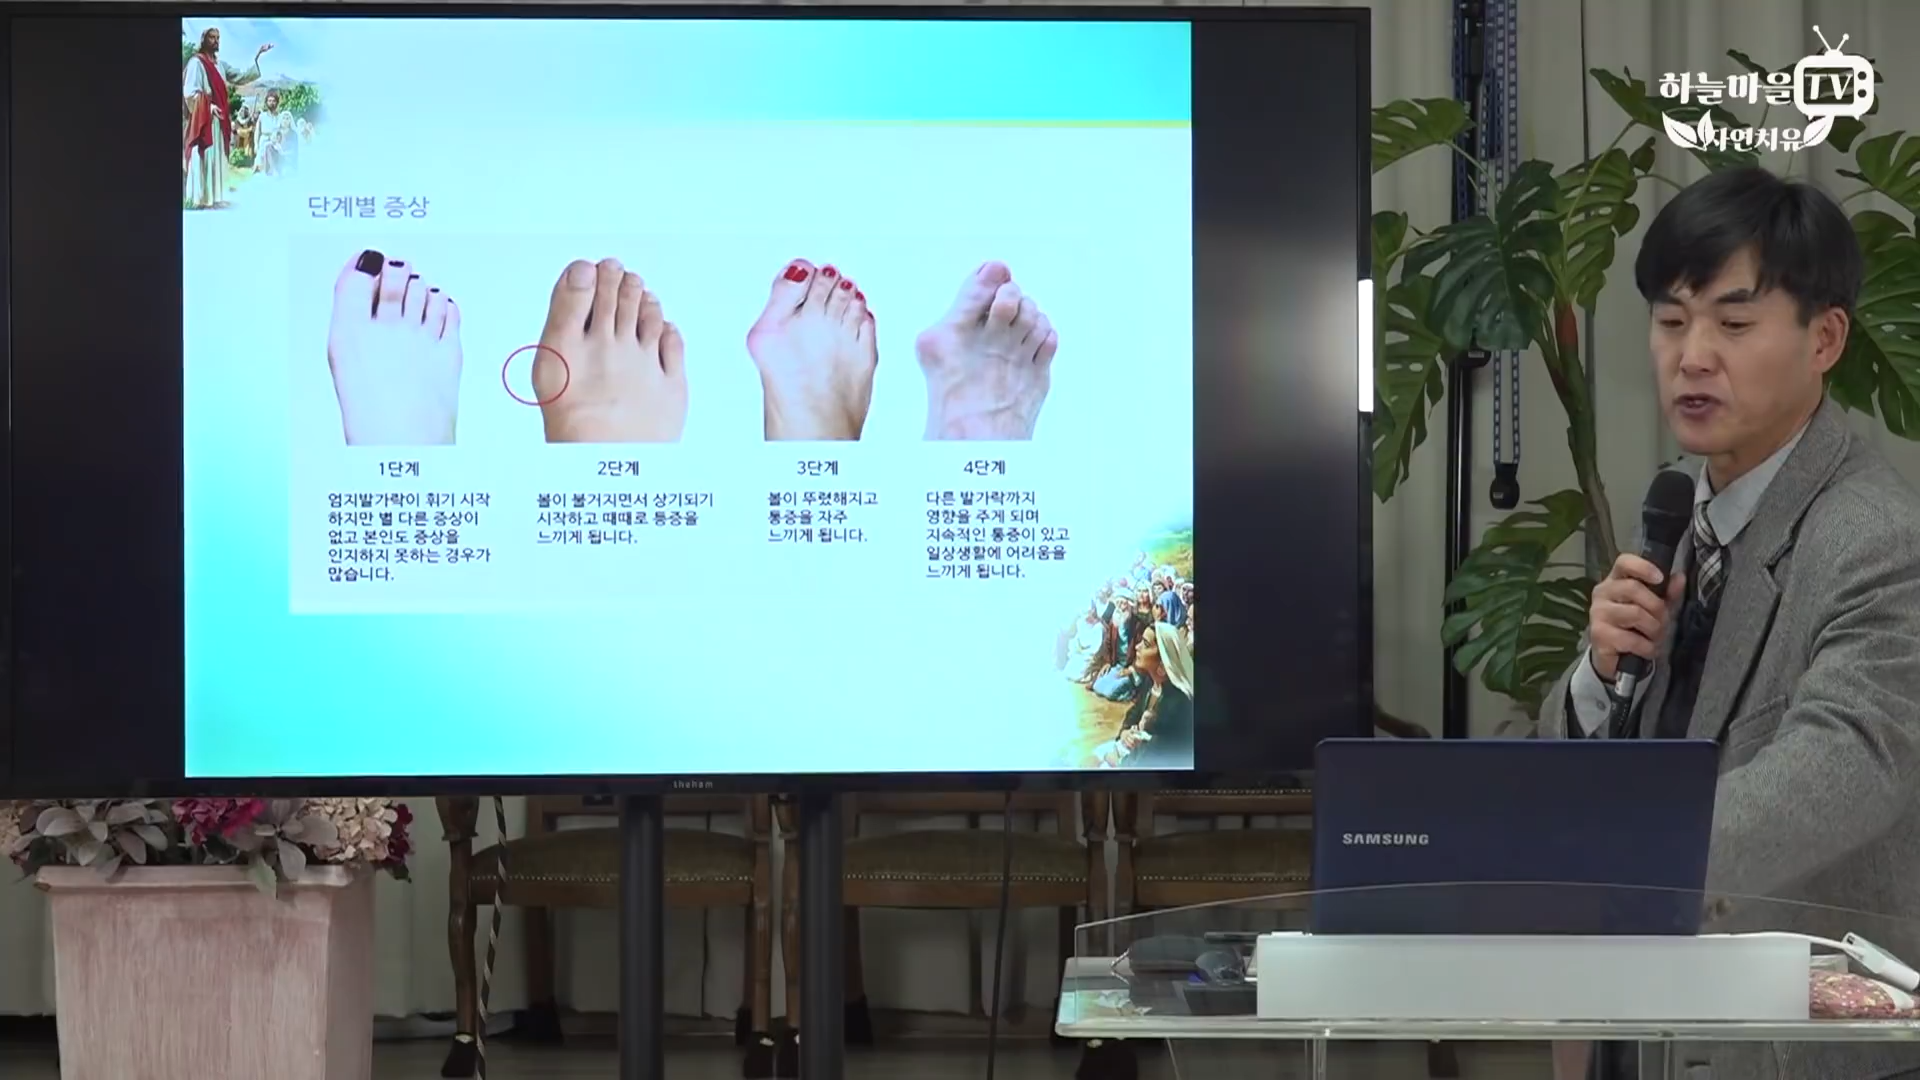 하늘마을 TV
자연치유
단계별 증상
1단계
엄지발가락이 휘기 시작
하지만 별 다른 증상이
없고 본인도 증상을
인지하지 못하는 경우가
많습니다.
2단계
볼이 불거지면서 상기되기
시작하고 때때로 통증을
느끼게 됩니다.
3단계
볼이 뚜렸해지고
통증을 자주
느끼게 됩니다.
4단계
다른 발가락까지
영향을 주게 되며
지속적인 통증이 있고
일상생활에 어려움을
느끼게 됩니다.
theham
SAMSUNG